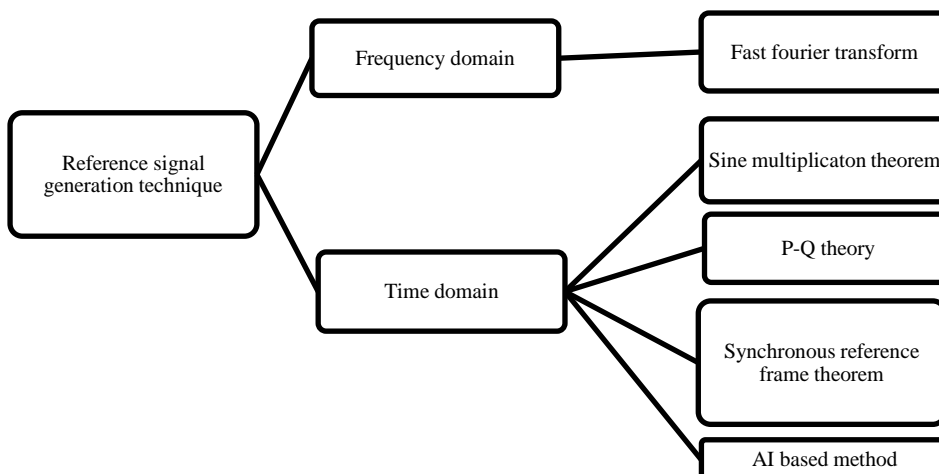 Reference signal
generation technique
Frequency domain
Fast fourier transform
Time domain
Sine multiplicaton theorem
P-Q theory
Synchronous reference
frame theorem
AI based method